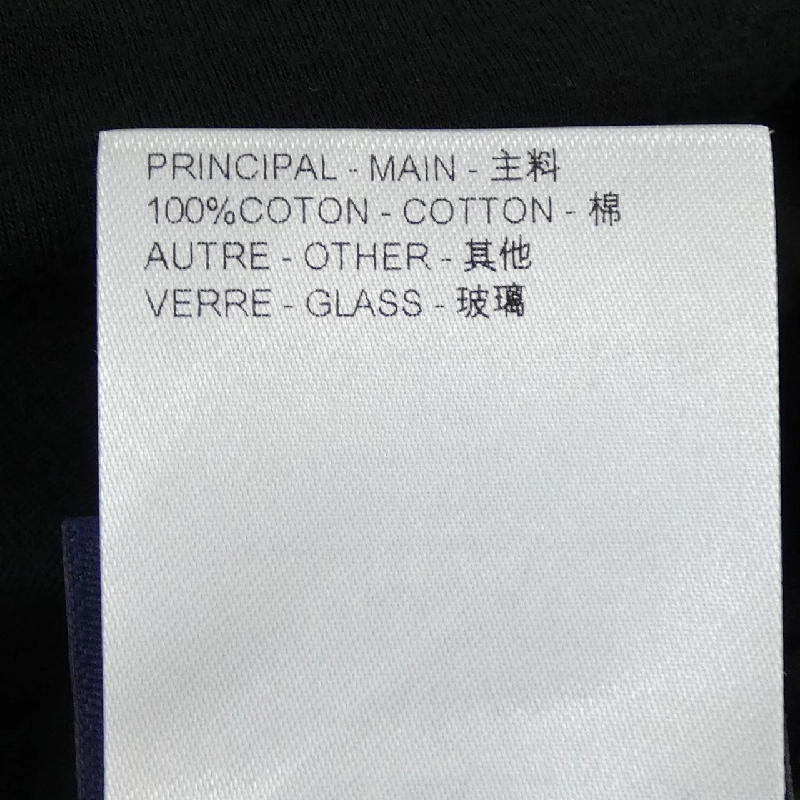 PRINCIPAL - MAIN - 主料
100%COTON - COTTON - 棉
AUTRE - OTHER - 其他
VERRE - GLASS - 玻璃